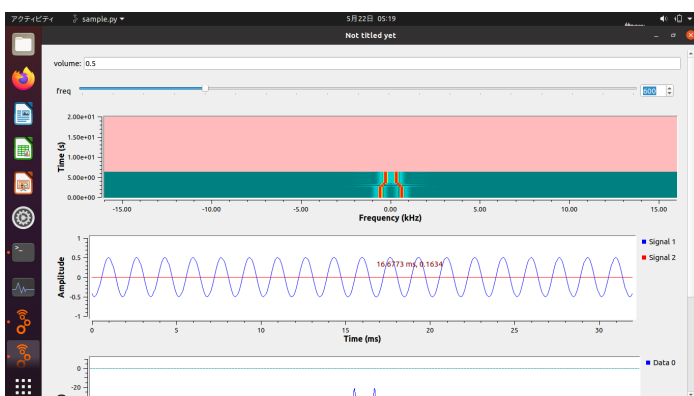 アクティビティ sample.py 5月22日 05:19
Not titled yet
volume: 0.5
freq 600
2.00e+01
1.50e+01
1.00e+01
5.00e+00
0.00e+00
Time (s)
-15.00 -10.00 -5.00 0.00 5.00 10.00 15.00
Frequency (kHz)
1
0.5
0
-0.5
-1
Amplitude
16.6773 ms, 0.1634
Signal 1
Signal 2
0 5 10 15 20 25 30
Time (ms)
0
-20
Data 0